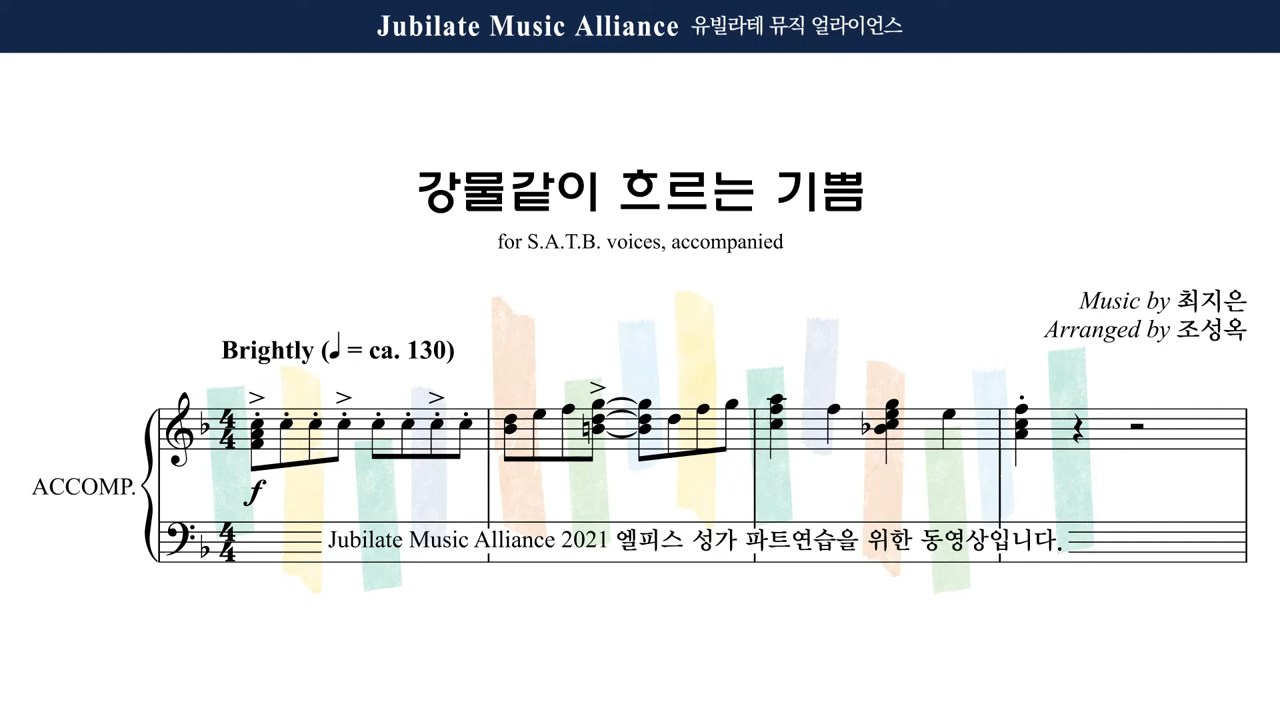 Jubilate Music Alliance 유빌라테 뮤직 얼라이언스
강물같이 흐르는 기쁨
for S.A.T.B. voices, accompanied
Music by 최지은
Arranged by 조성옥
Brightly (♩ = ca. 130)
ACCOMP.
f
Jubilate Music Alliance 2021 엘피스 성가 파트연습을 위한 동영상입니다.